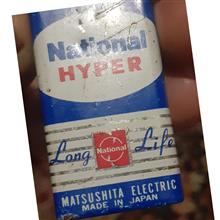 National
HYPER
Long National Life
MATSUSHITA ELECTRIC
MADE IN JAPAN